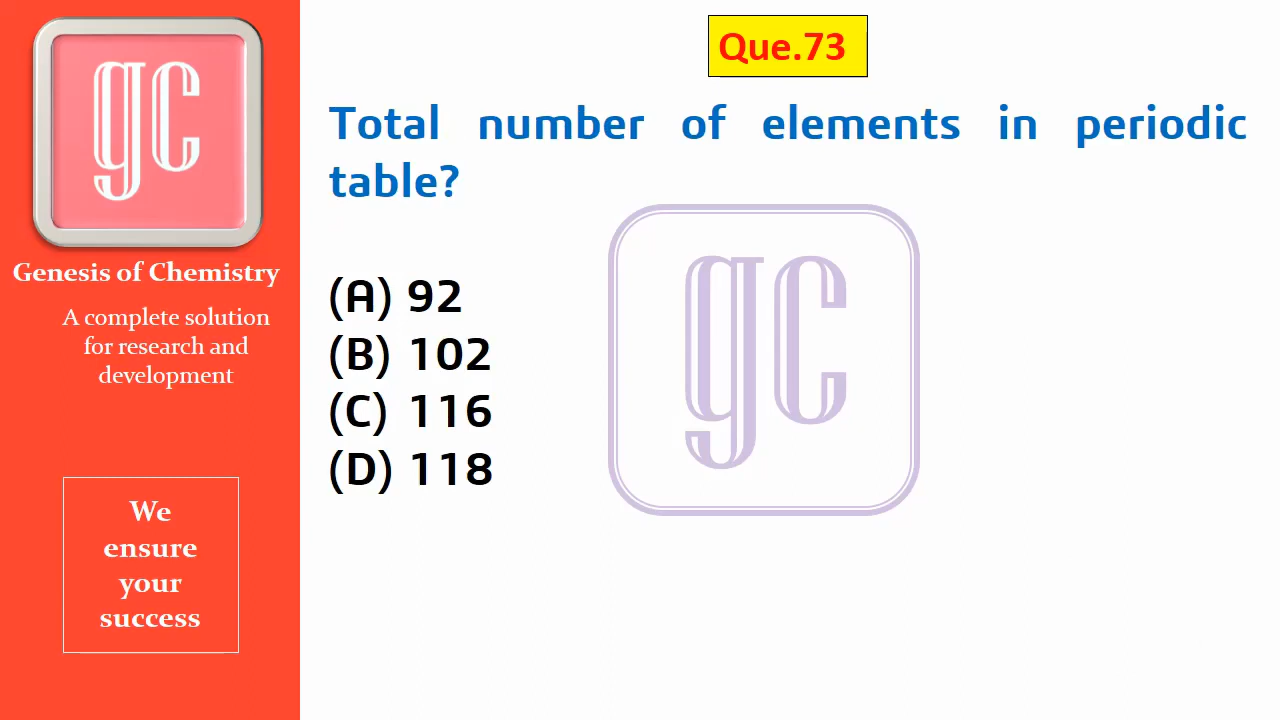 gc
Genesis of Chemistry
A complete solution
for research and
development
We
ensure
your
success
Que.73
Total number of elements in periodic
table?
(A) 92
(B) 102
(C) 116
(D) 118
gc